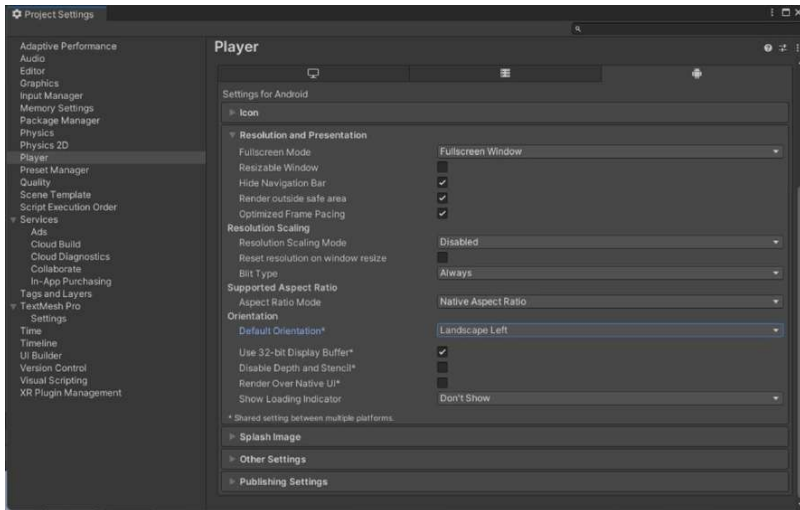 Project Settings
Adaptive Performance
Audio
Editor
Graphics
Input Manager
Memory Settings
Package Manager
Physics
Physics 2D
Player
Preset Manager
Quality
Scene Template
Script Execution Order
Services
Ads
Cloud Build
Cloud Diagnostics
Collaborate
In-App Purchasing
Tags and Layers
TextMesh Pro
Settings
Time
Timeline
UI Builder
Version Control
Visual Scripting
XR Plugin Management
Player
Settings for Android
Icon
Resolution and Presentation
Fullscreen Mode Fullscreen Window
Resizable Window
Hide Navigation Bar
Render outside safe area
Optimized Frame Pacing
Resolution Scaling
Resolution Scaling Mode Disabled
Reset resolution on window resize
Blit Type Always
Supported Aspect Ratio
Aspect Ratio Mode Native Aspect Ratio
Orientation
Default Orientation* Landscape Left
Use 32-bit Display Buffer*
Disable Depth and Stencil*
Render Over Native UI*
Show Loading Indicator Don't Show
* Shared setting between multiple platforms.
Splash Image
Other Settings
Publishing Settings